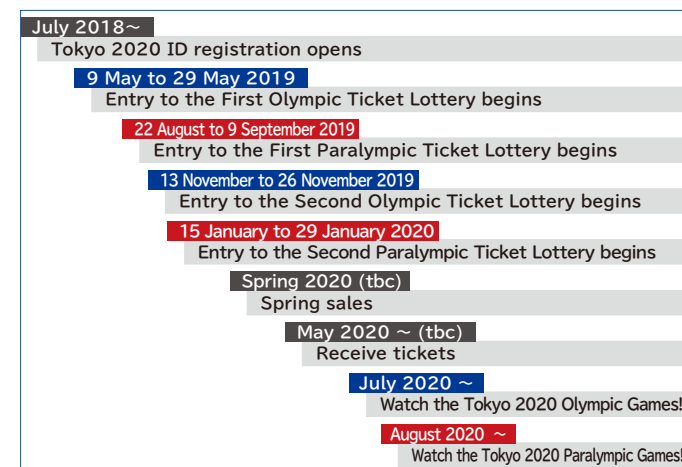 July 2018～
Tokyo 2020 ID registration opens
9 May to 29 May 2019
Entry to the First Olympic Ticket Lottery begins
22 August to 9 September 2019
Entry to the First Paralympic Ticket Lottery begins
13 November to 26 November 2019
Entry to the Second Olympic Ticket Lottery begins
15 January to 29 January 2020
Entry to the Second Paralympic Ticket Lottery begins
Spring 2020 (tbc)
Spring sales
May 2020 ～ (tbc)
Receive tickets
July 2020 ～
Watch the Tokyo 2020 Olympic Games!
August 2020 ～
Watch the Tokyo 2020 Paralympic Games!